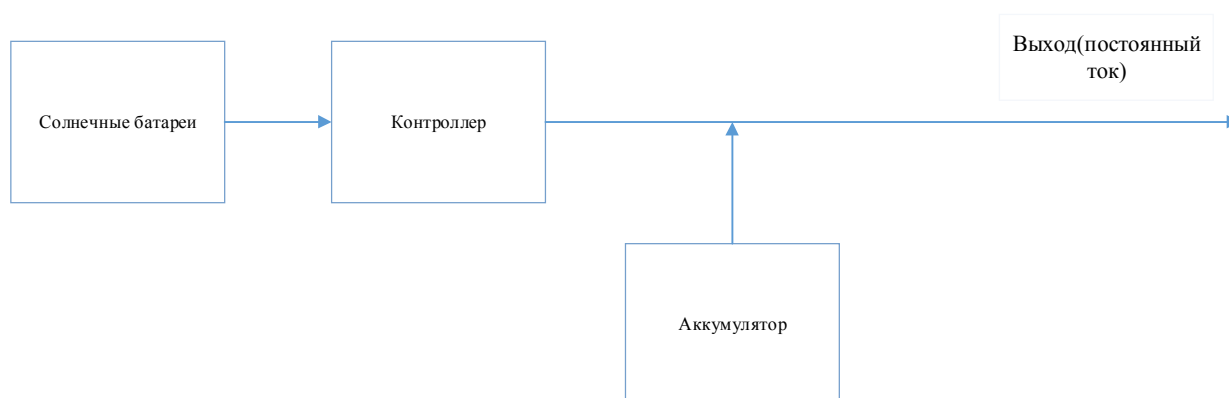 Выход(постоянный
ток)
Солнечные батареи
Контроллер
Аккумулятор